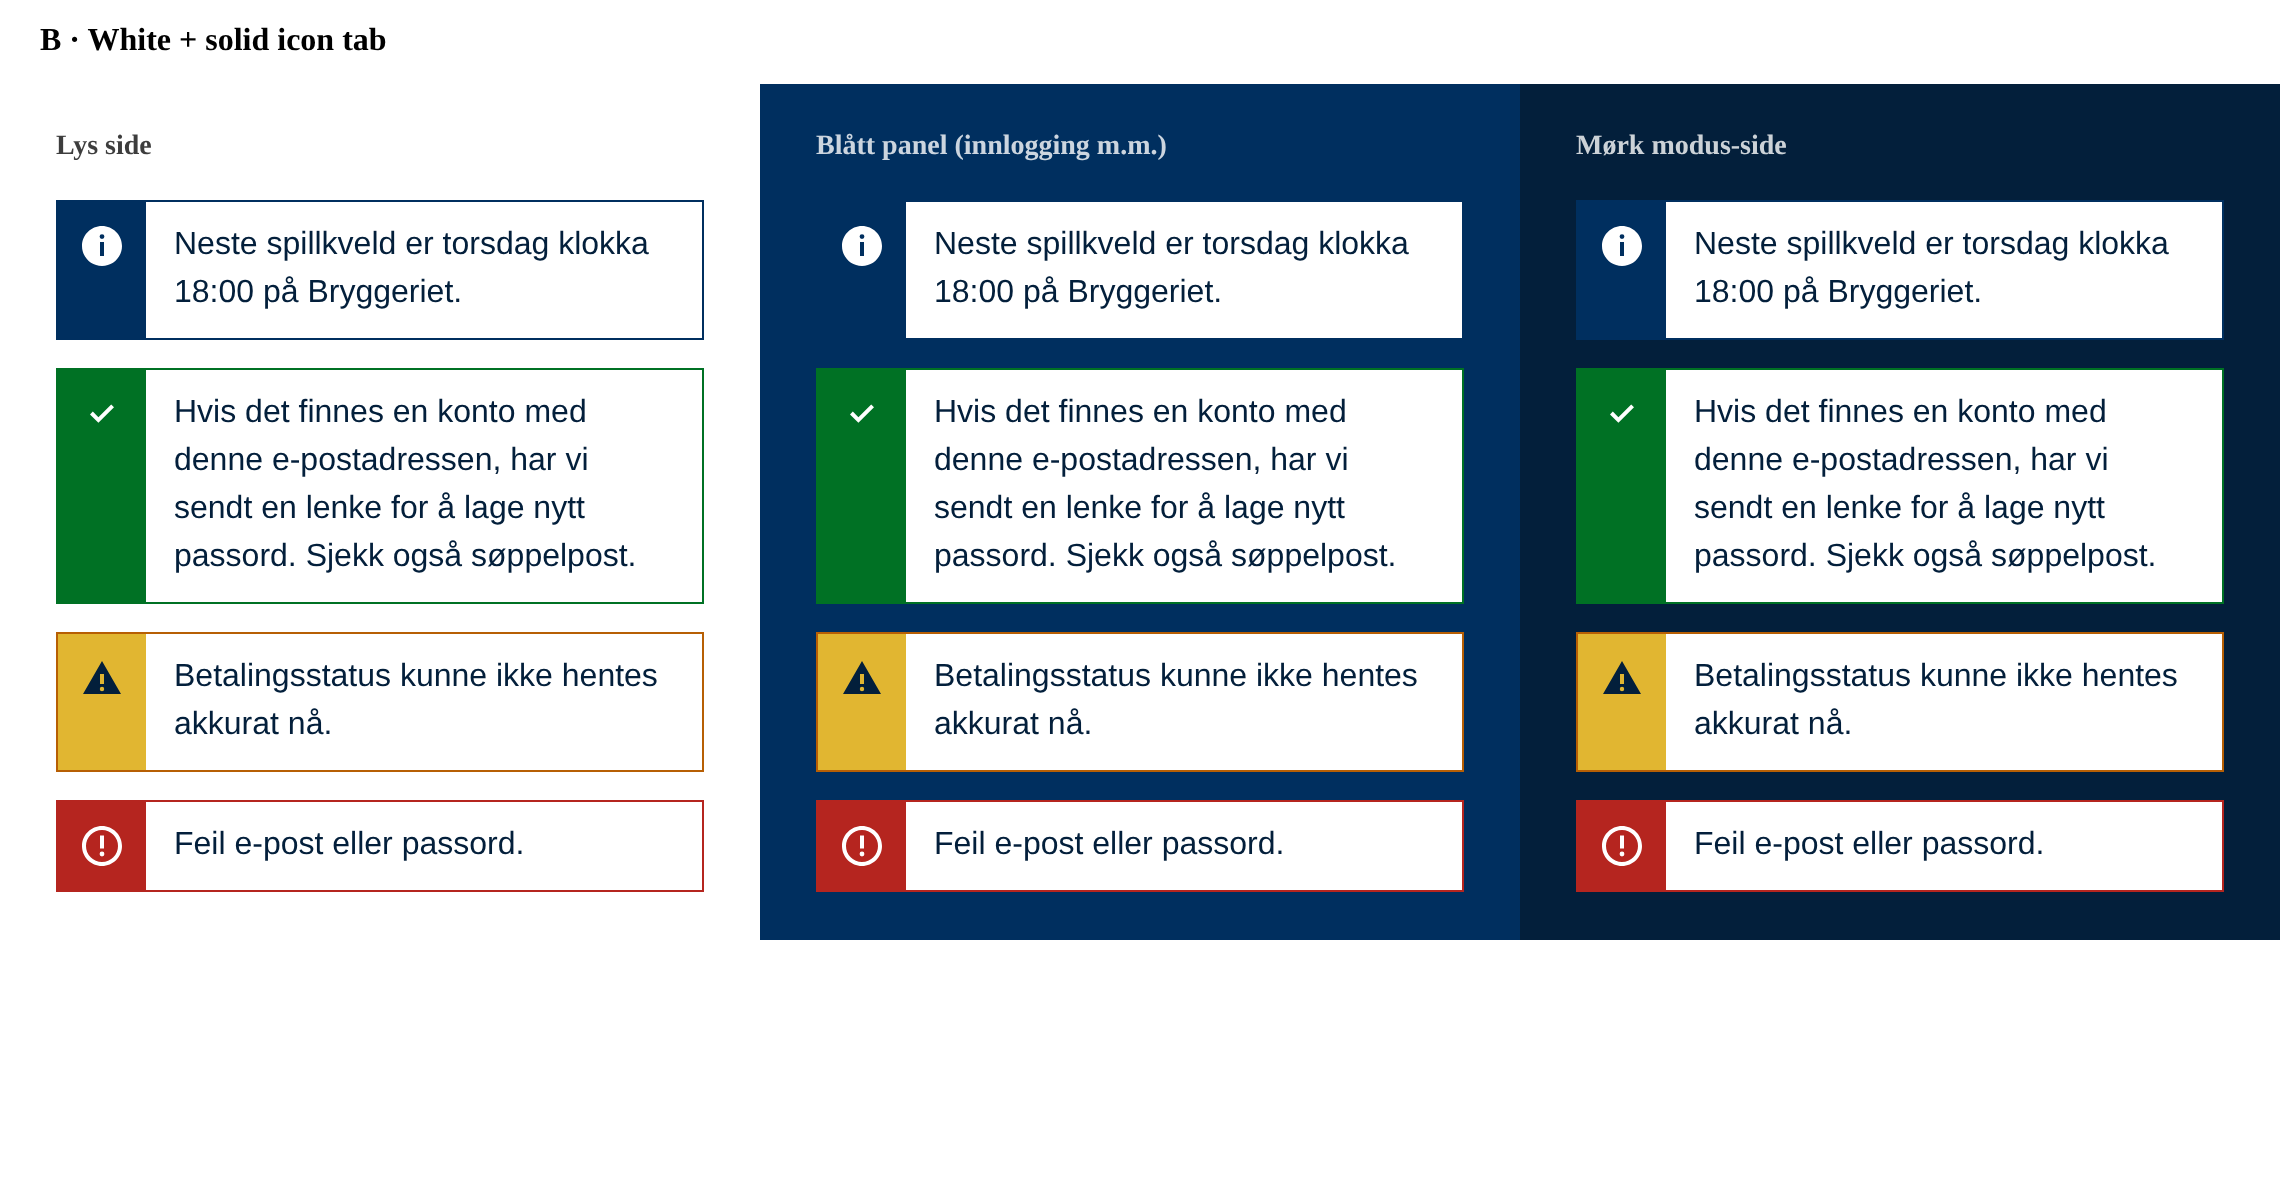 B · White + solid icon tab
Lys side
Neste spillkveld er torsdag klokka
18:00 på Bryggeriet.
Hvis det finnes en konto med
denne e-postadressen, har vi
sendt en lenke for å lage nytt
passord. Sjekk også søppelpost.
Betalingsstatus kunne ikke hentes
akkurat nå.
Feil e-post eller passord.
Blått panel (innlogging m.m.)
Neste spillkveld er torsdag klokka
18:00 på Bryggeriet.
Hvis det finnes en konto med
denne e-postadressen, har vi
sendt en lenke for å lage nytt
passord. Sjekk også søppelpost.
Betalingsstatus kunne ikke hentes
akkurat nå.
Feil e-post eller passord.
Mørk modus-side
Neste spillkveld er torsdag klokka
18:00 på Bryggeriet.
Hvis det finnes en konto med
denne e-postadressen, har vi
sendt en lenke for å lage nytt
passord. Sjekk også søppelpost.
Betalingsstatus kunne ikke hentes
akkurat nå.
Feil e-post eller passord.